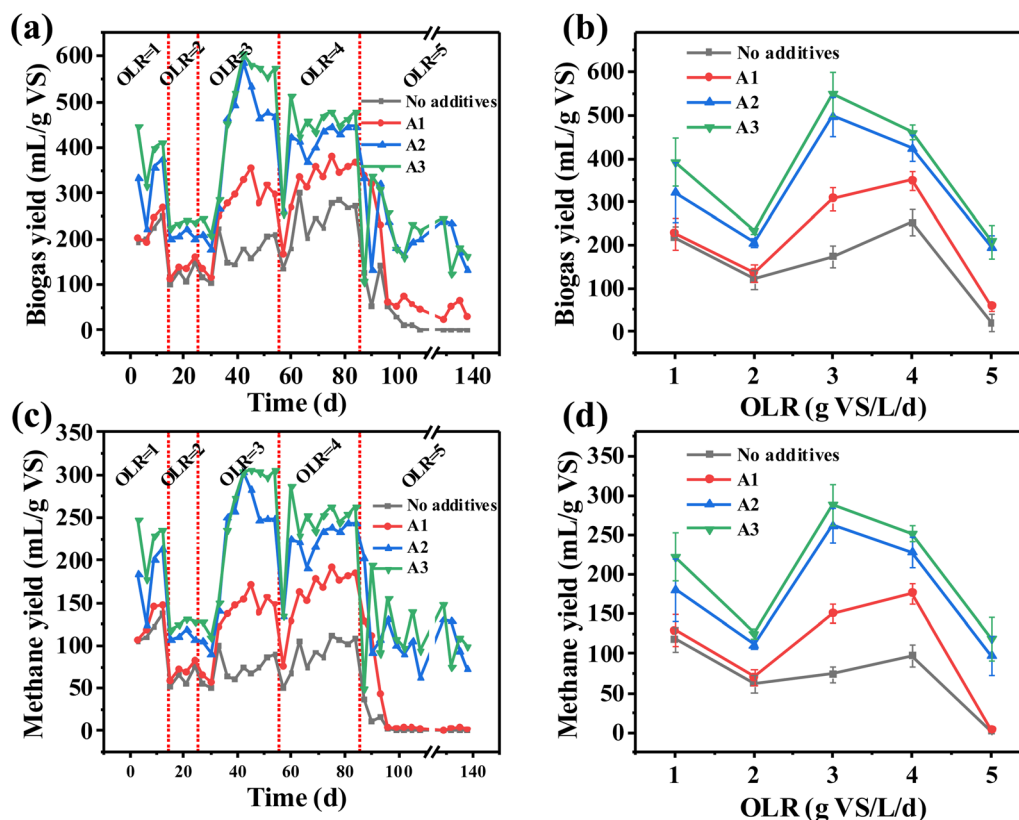 (a)
OLR=1
OLR=2
OLR=3
OLR=4
OLR=5
No additives
A1
A2
A3
Biogas yield (mL/g VS)
600
500
400
300
200
100
0
0 20 40 60 80 100 140
Time (d)
(b)
No additives
A1
A2
A3
Biogas yield (mL/g VS)
600
500
400
300
200
100
0
1 2 3 4 5
OLR (g VS/L/d)
(c)
OLR=1
OLR=2
OLR=3
OLR=4
OLR=5
No additives
A1
A2
A3
Methane yield (mL/g VS)
350
300
250
200
150
100
50
0
0 20 40 60 80 100 140
Time (d)
(d)
No additives
A1
A2
A3
Methane yield (mL/g VS)
350
300
250
200
150
100
50
0
1 2 3 4 5
OLR (g VS/L/d)